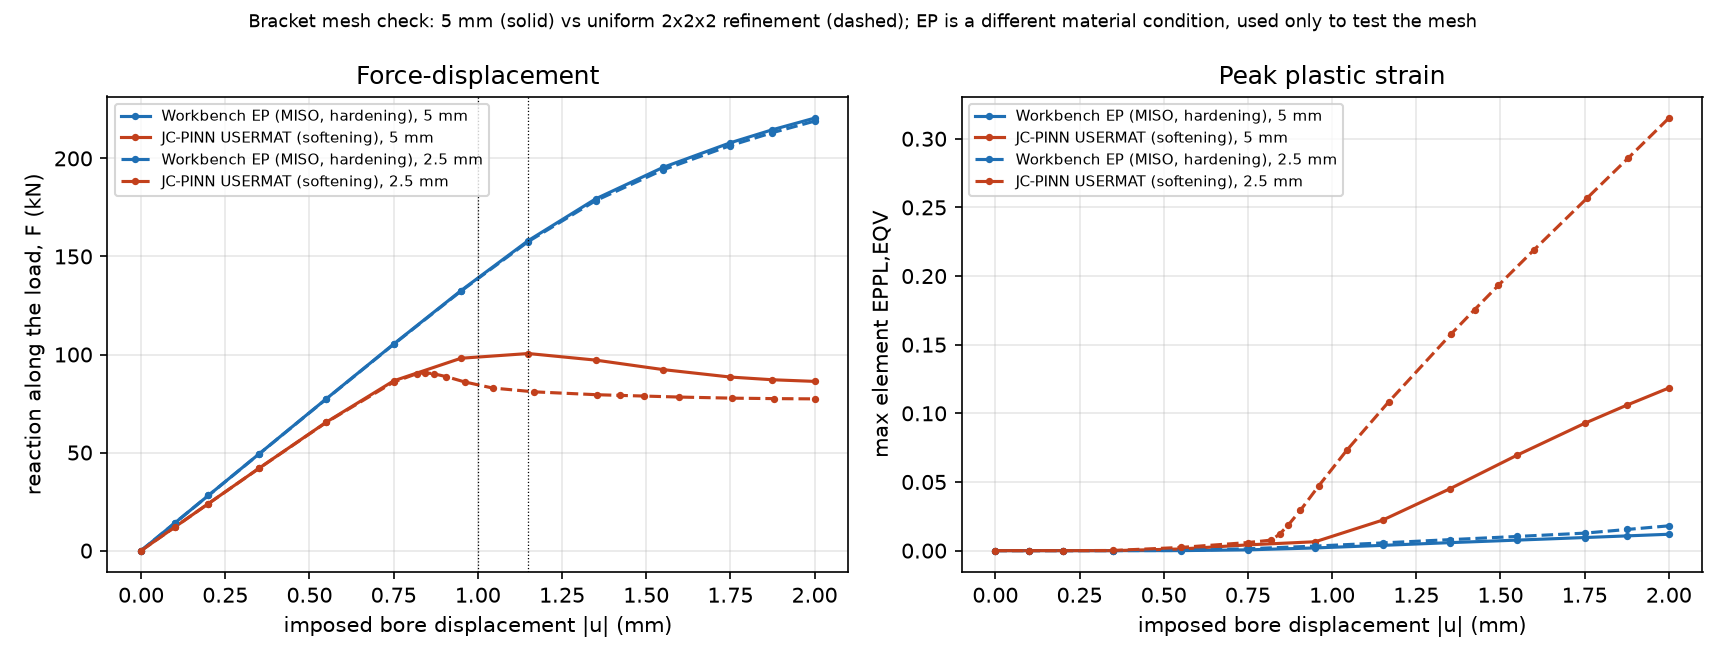 Bracket mesh check: 5 mm (solid) vs uniform 2x2x2 refinement (dashed); EP is a different material condition, used only to test the mesh
Force-displacement
Workbench EP (MISO, hardening), 5 mm
JC-PINN USERMAT (softening), 5 mm
Workbench EP (MISO, hardening), 2.5 mm
JC-PINN USERMAT (softening), 2.5 mm
reaction along the load, F (kN)
200
150
100
50
0
0.00 0.25 0.50 0.75 1.00 1.25 1.50 1.75 2.00
imposed bore displacement |u| (mm)
Peak plastic strain
Workbench EP (MISO, hardening), 5 mm
JC-PINN USERMAT (softening), 5 mm
Workbench EP (MISO, hardening), 2.5 mm
JC-PINN USERMAT (softening), 2.5 mm
max element EPPL,EQV
0.30
0.25
0.20
0.15
0.10
0.05
0.00
0.00 0.25 0.50 0.75 1.00 1.25 1.50 1.75 2.00
imposed bore displacement |u| (mm)